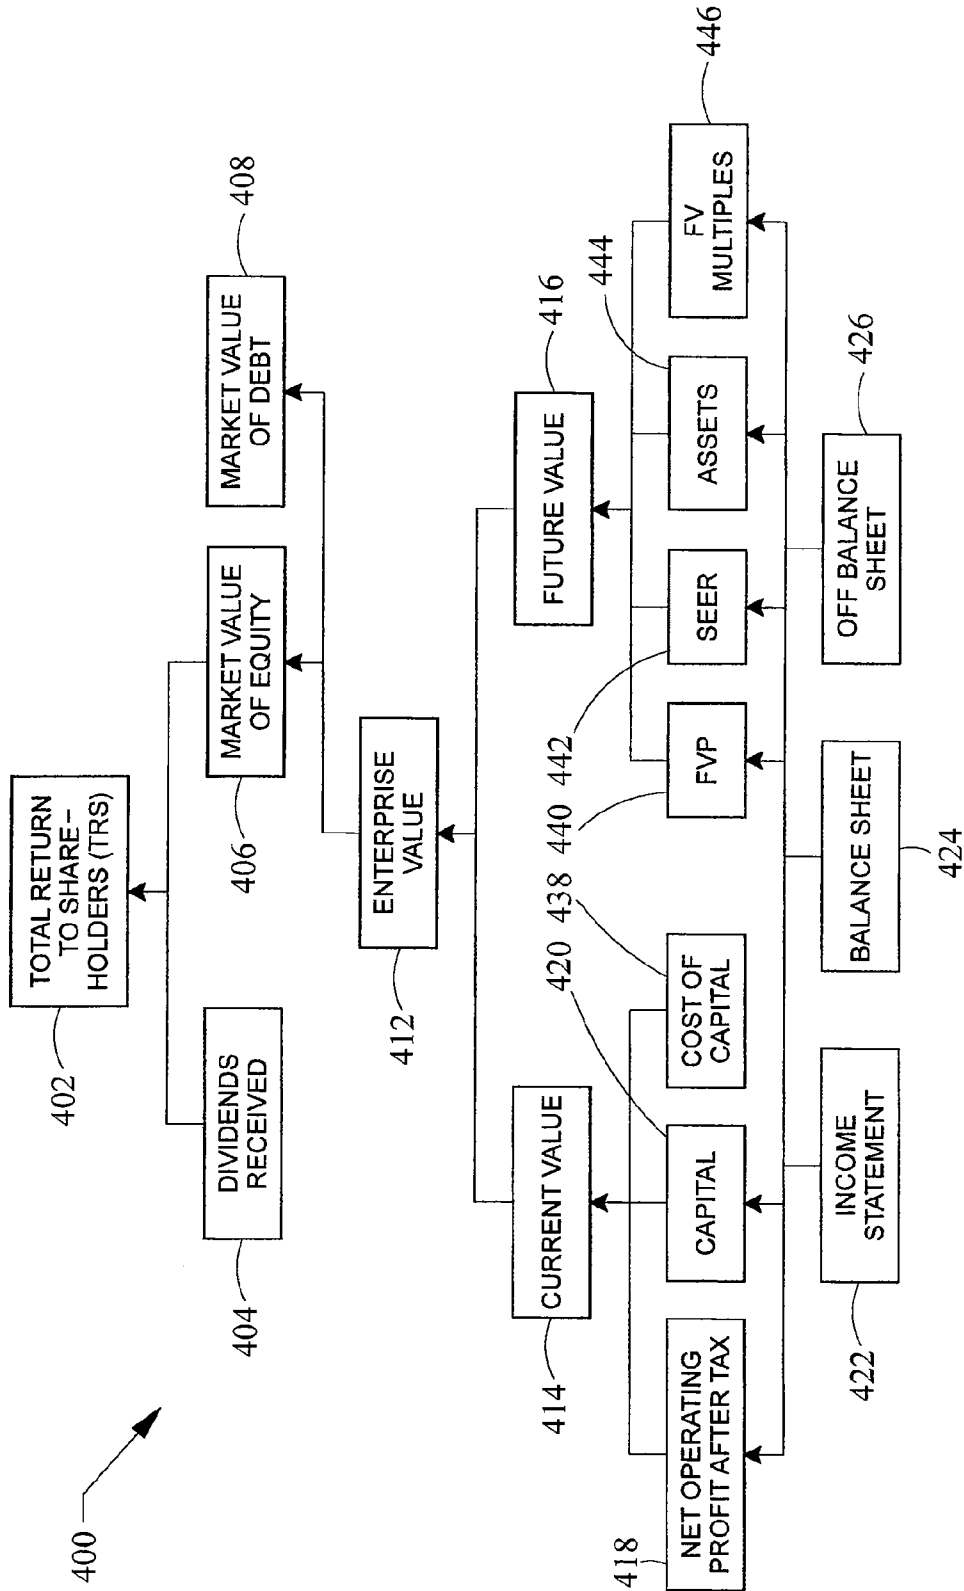 400
TOTAL RETURN
TO SHARE-
HOLDERS (TRS)
402
DIVIDENDS
RECEIVED
404
MARKET VALUE
OF EQUITY
406
MARKET VALUE
OF DEBT
408
ENTERPRISE
VALUE
412
CURRENT VALUE
414
FUTURE VALUE
416
NET OPERATING
PROFIT AFTER TAX
418
CAPITAL
420
COST OF
CAPITAL
438
FVP
440
SEER
442
ASSETS
444
FV
MULTIPLES
446
INCOME
STATEMENT
422
BALANCE SHEET
424
OFF BALANCE
SHEET
426